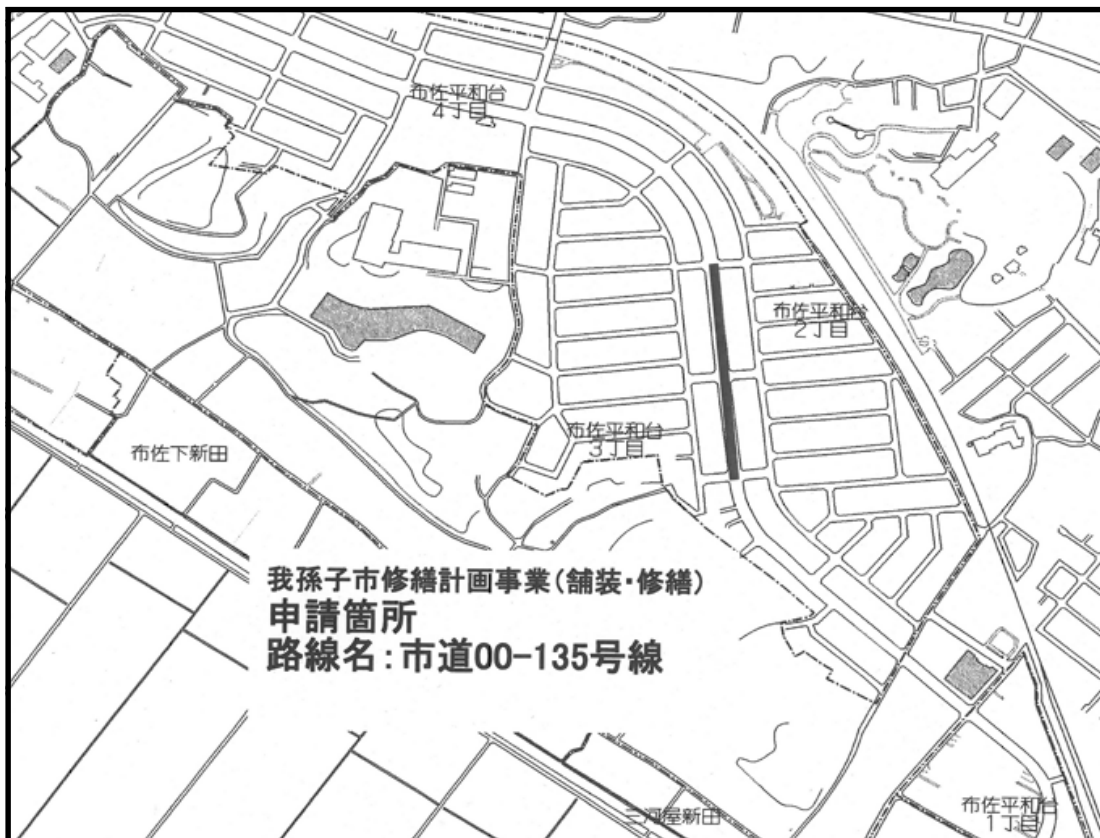 布佐平和台
4丁目
布佐平和台
2丁目
布佐平和台
3丁目
布佐下新田
我孫子市修繕計画事業(舗装・修繕)
申請箇所
路線名:市道00-135号線
三河屋新田
布佐平和台
1丁目